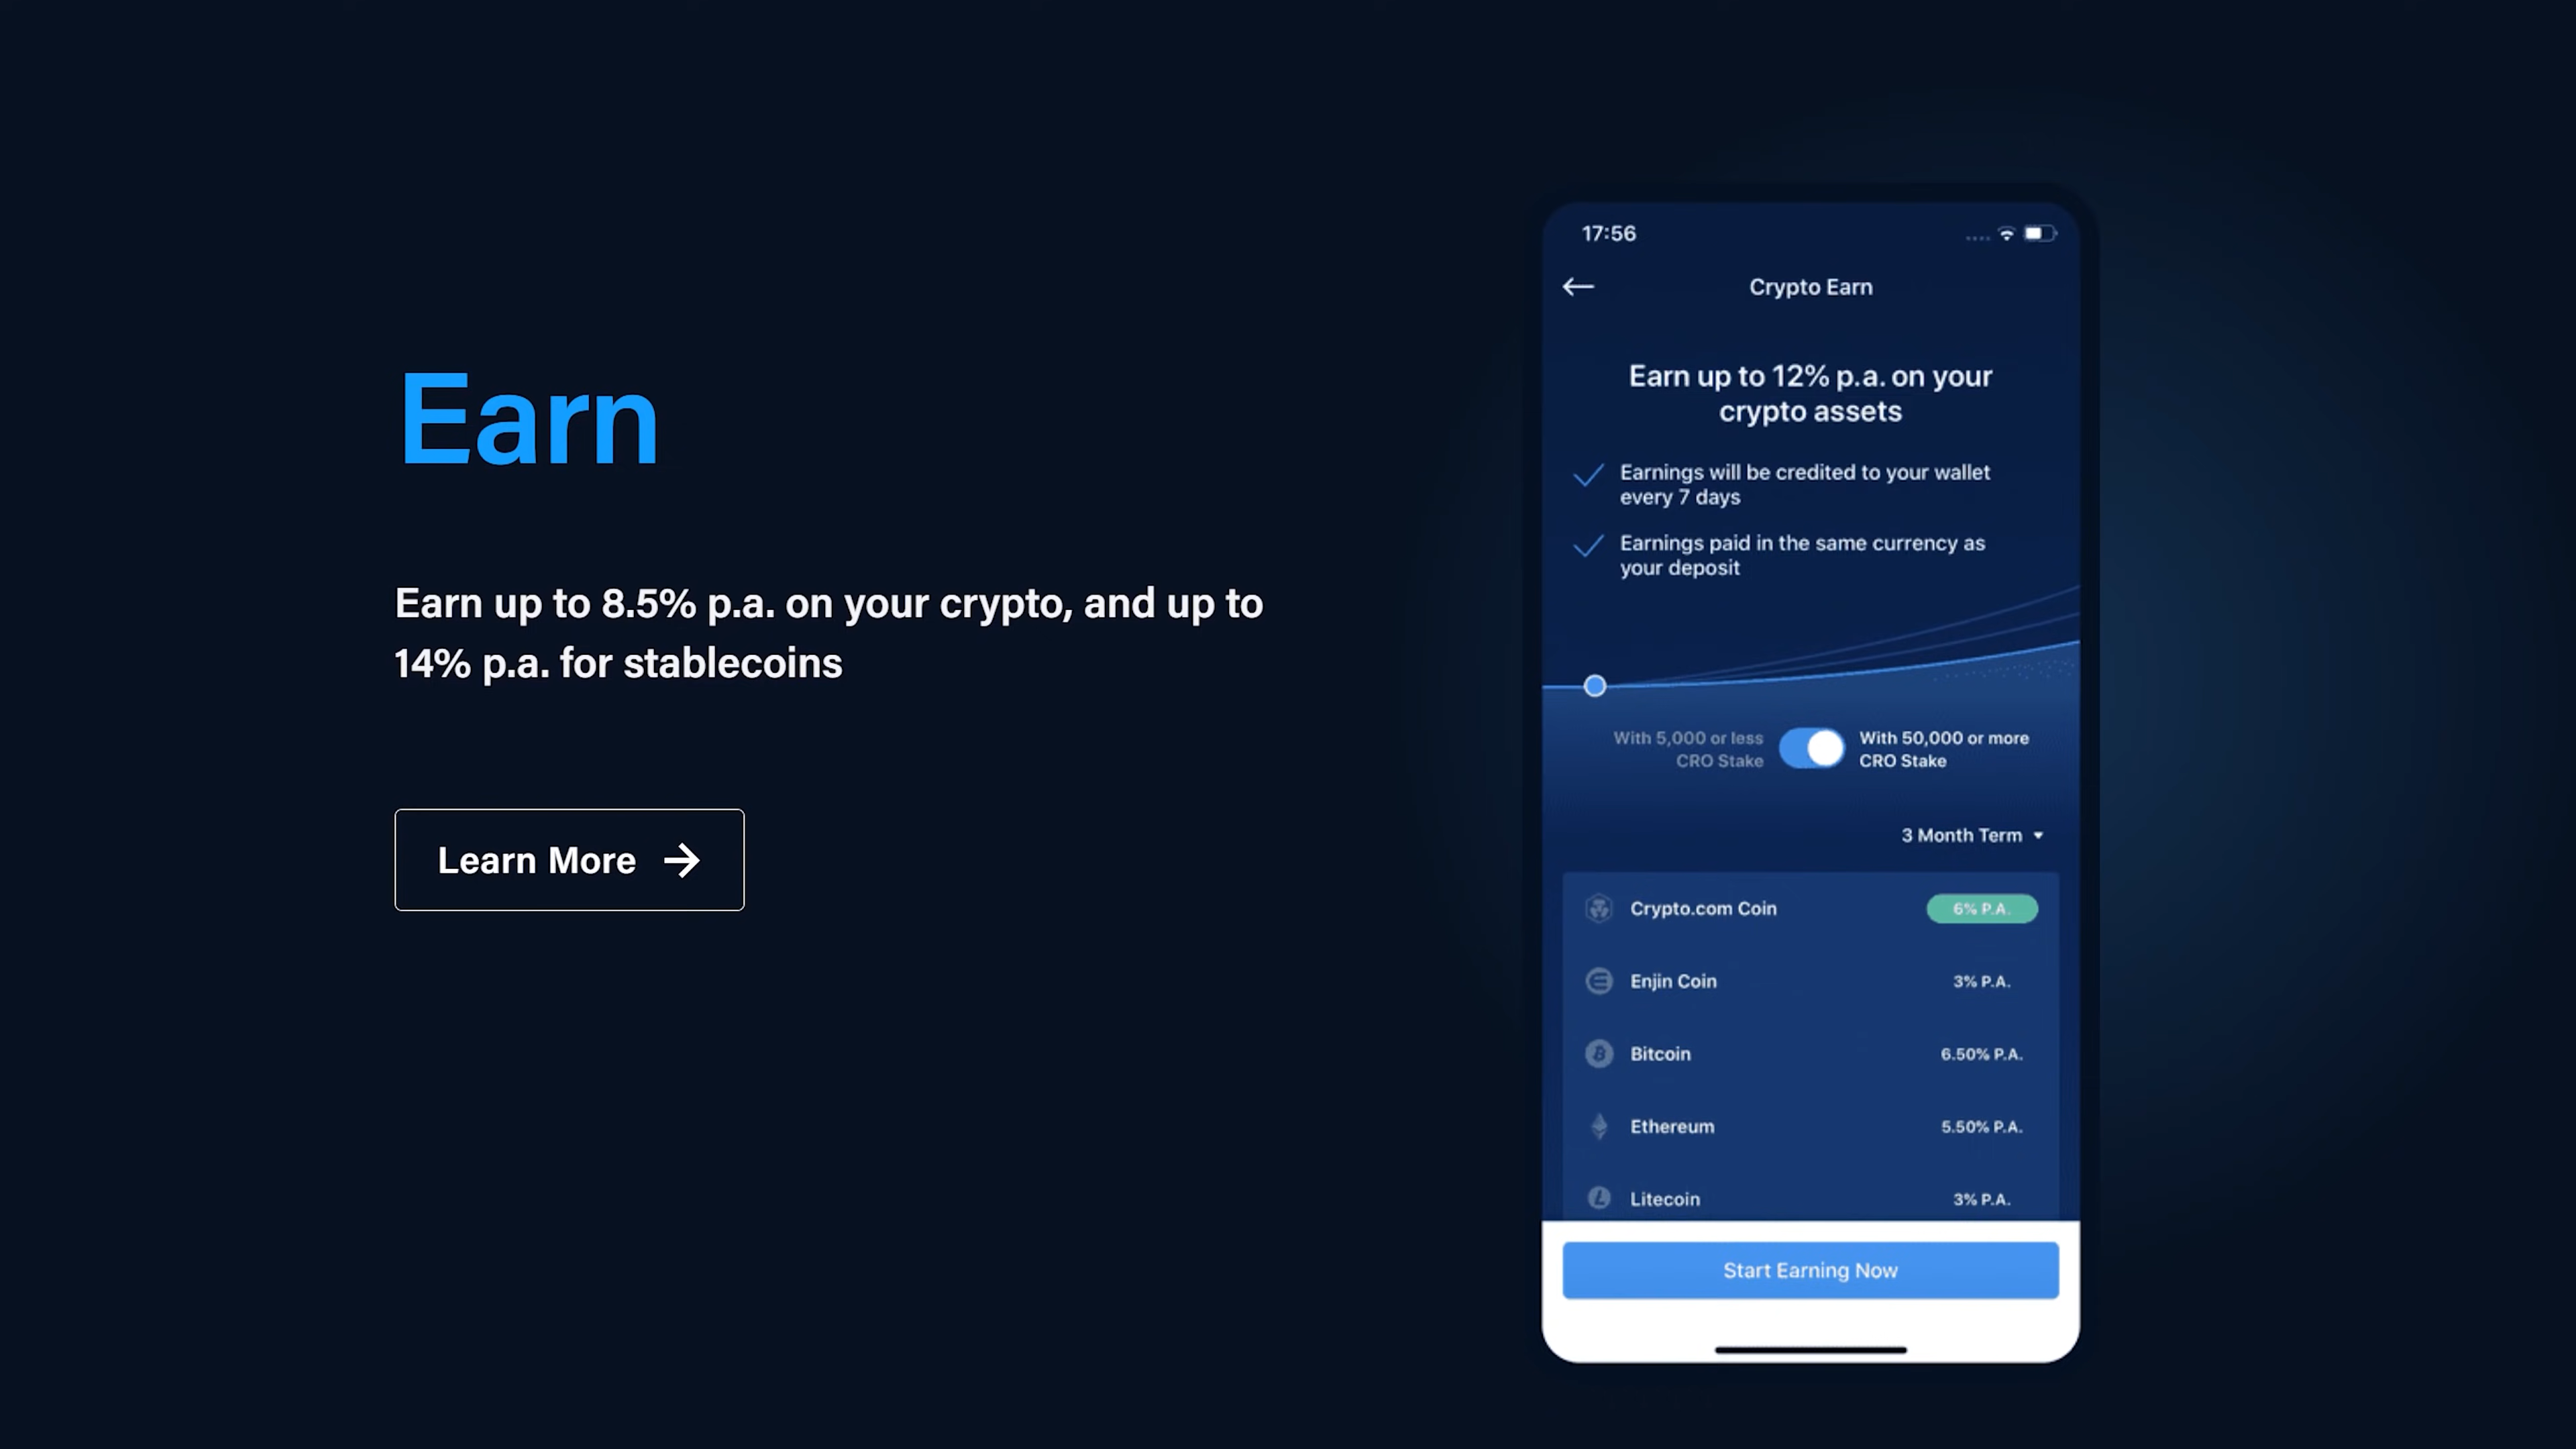 Earn
Earn up to 8.5% p.a. on your crypto, and up to
14% p.a. for stablecoins
Learn More
17:56
Crypto Earn
Earn up to 12% p.a. on your
crypto assets
Earnings will be credited to your wallet
every 7 days
Earnings paid in the same currency as
your deposit
With 5,000 or less
CRO Stake
With 50,000 or more
CRO Stake
3 Month Term
Crypto.com Coin 6% P.A.
Enjin Coin 3% P.A.
Bitcoin 6.50% P.A.
Ethereum 5.50% P.A.
Litecoin 3% P.A.
Start Earning Now